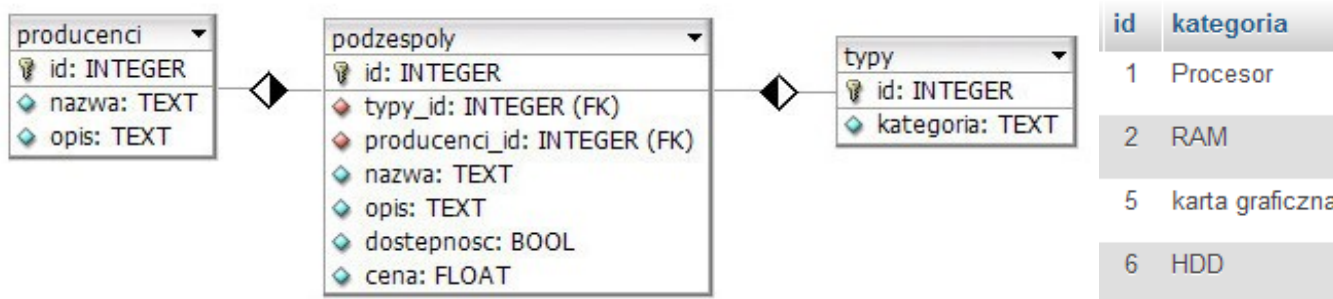 producenci
id: INTEGER
nazwa: TEXT
opis: TEXT
podzespoly
id: INTEGER
typy_id: INTEGER (FK)
producenci_id: INTEGER (FK)
nazwa: TEXT
opis: TEXT
dostepnosc: BOOL
cena: FLOAT
typy
id: INTEGER
kategoria: TEXT
id kategoria
1 Procesor
2 RAM
5 karta graficzna
6 HDD